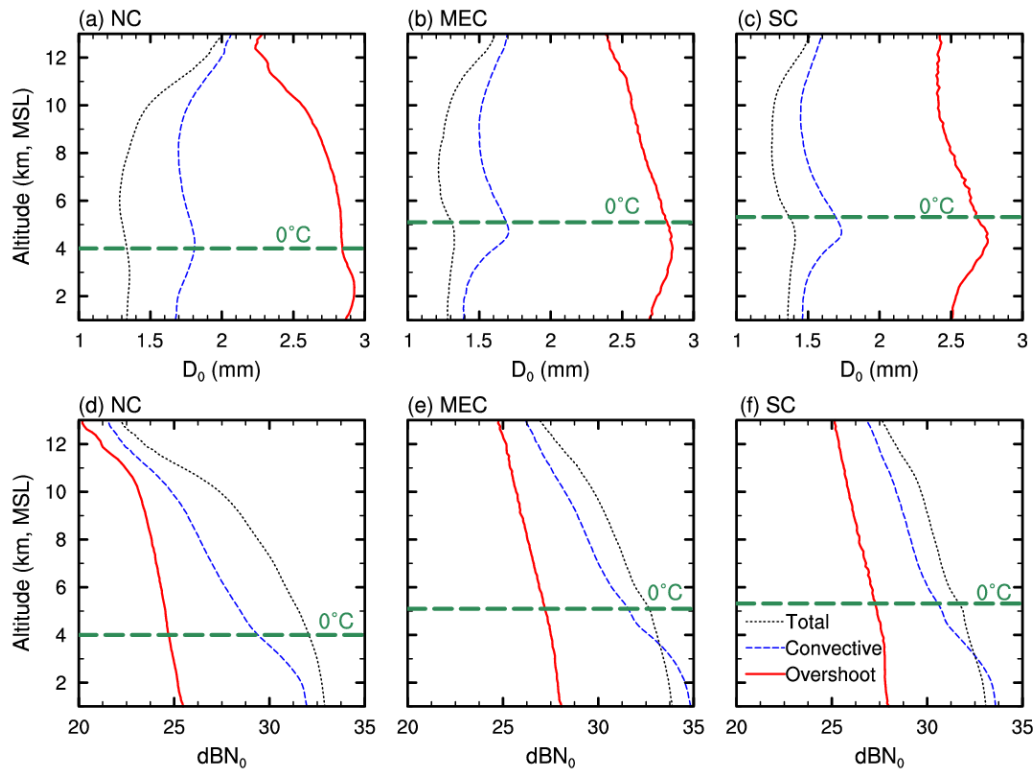 (a) NC
(b) MEC
(c) SC
Altitude (km, MSL)
12
10
8
6
4
2
0°C
0°C
0°C
1
1.5
2
2.5
3
1
1.5
2
2.5
3
1
1.5
2
2.5
3
D₀ (mm)
D₀ (mm)
D₀ (mm)
(d) NC
(e) MEC
(f) SC
Altitude (km, MSL)
12
10
8
6
4
2
0°C
0°C
0°C
Total
Convective
Overshoot
20
25
30
35
20
25
30
35
20
25
30
35
dBN₀
dBN₀
dBN₀